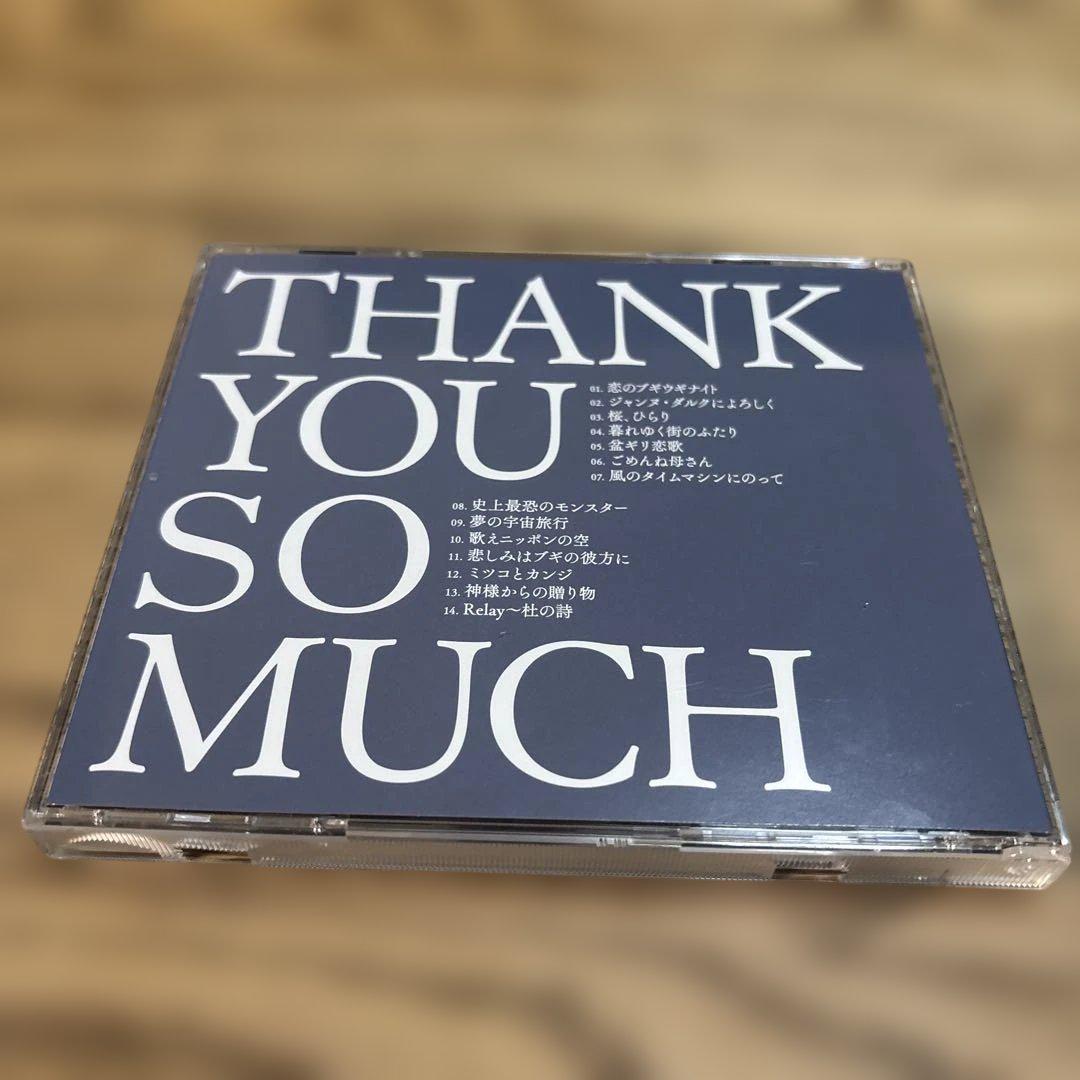 THANK
YOU
01. 恋のブギウギナイト
02. ジャンヌ・ダルクによろしく
03. 桜、ひらり
04. 暮れゆく街のふたり
05. 盆ギリ恋歌
06. ごめんね母さん
07. 風のタイムマシンにのって
SO
08. 史上最恐のモンスター
09. 夢の宇宙旅行
10. 歌えニッポンの空
11. 悲しみはブギの彼方に
12. ミツコとカンジ
13. 神様からの贈り物
14. Relay〜杜の詩
MUCH